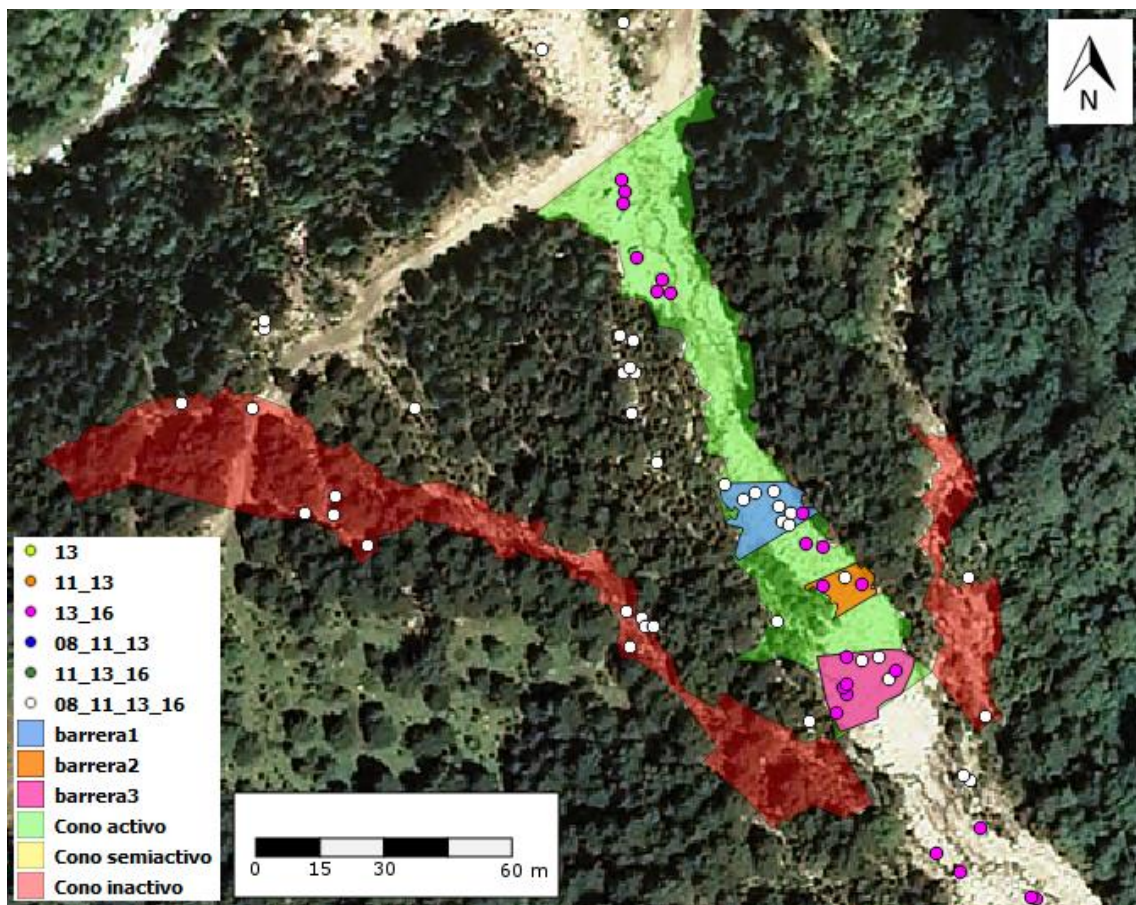 N
13
11_13
13_16
08_11_13
11_13_16
08_11_13_16
barrera1
barrera2
barrera3
Cono activo
Cono semiactivo
Cono inactivo
0 15 30 60 m